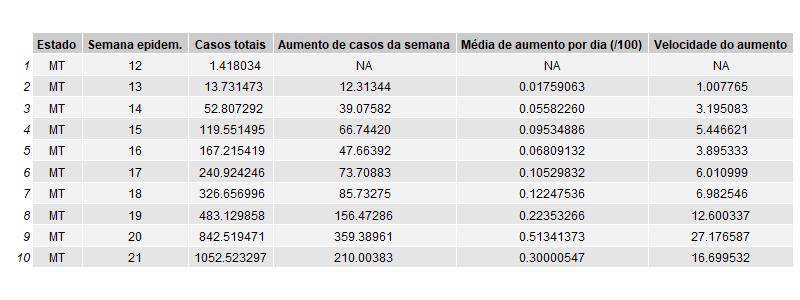 Estado Semana epidem. Casos totais Aumento de casos da semana Média de aumento por dia (/100) Velocidade do aumento
1 MT 12 1.418034 NA NA NA
2 MT 13 13.731473 12.31344 0.01759063 1.007765
3 MT 14 52.807292 39.07582 0.05582260 3.195083
4 MT 15 119.551495 66.74420 0.09534886 5.446621
5 MT 16 167.215419 47.66392 0.06809132 3.895333
6 MT 17 240.924246 73.70883 0.10529832 6.010999
7 MT 18 326.656996 85.73275 0.12247536 6.982546
8 MT 19 483.129858 156.47286 0.22353266 12.600337
9 MT 20 842.519471 359.38961 0.51341373 27.176587
10 MT 21 1052.523297 210.00383 0.30000547 16.699532